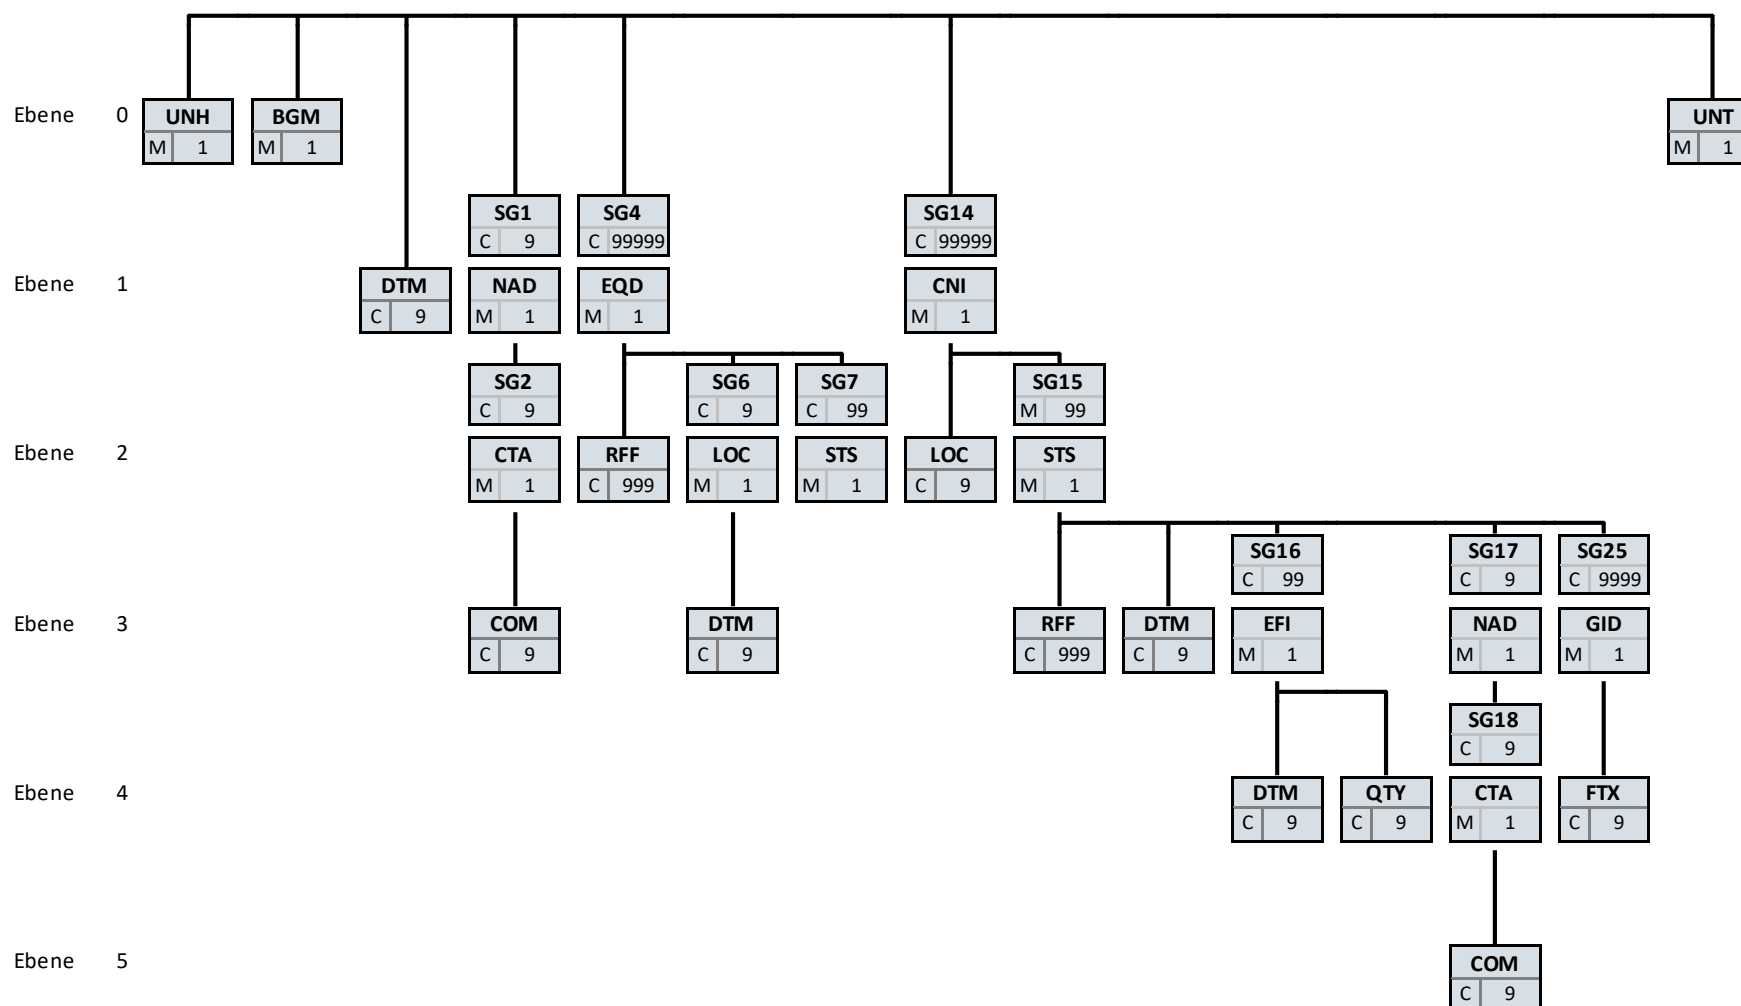 Ebene 0 UNH BGM UNT
M 1 M 1 M 1
SG1 SG4 SG14
C 9 C 99999 C 99999
Ebene 1 DTM NAD EQD CNI
C 9 M 1 M 1 M 1
SG2 SG6 SG7 SG15
C 9 C 9 C 99 M 99
Ebene 2 CTA RFF LOC STS LOC STS
M 1 C 999 M 1 M 1 C 9 M 1
SG16 SG17 SG25
C 99 C 9 C 9999
Ebene 3 COM DTM RFF DTM EFI NAD GID
C 9 C 9 C 999 C 9 M 1 M 1 M 1
SG18
C 9
Ebene 4 DTM QTY CTA FTX
C 9 C 9 M 1 C 9
Ebene 5 COM
C 9